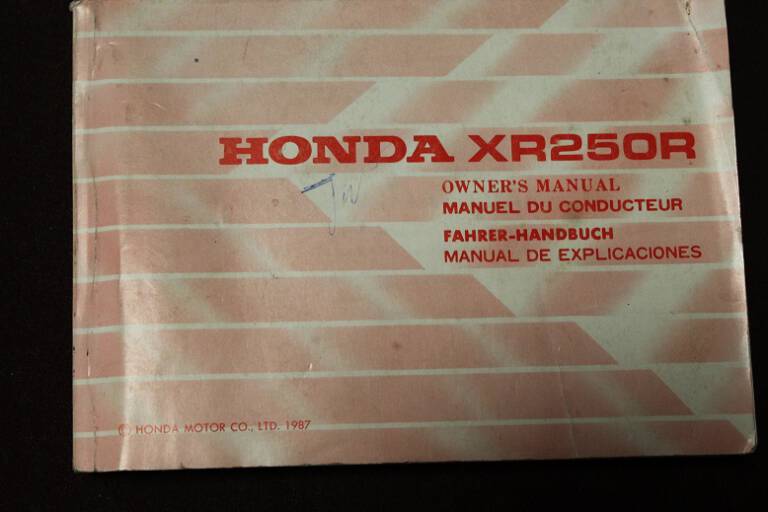 HONDA XR250R
OWNER'S MANUAL
MANUEL DU CONDUCTEUR
FAHRER-HANDBUCH
MANUAL DE EXPLICACIONES
© HONDA MOTOR CO., LTD. 1987